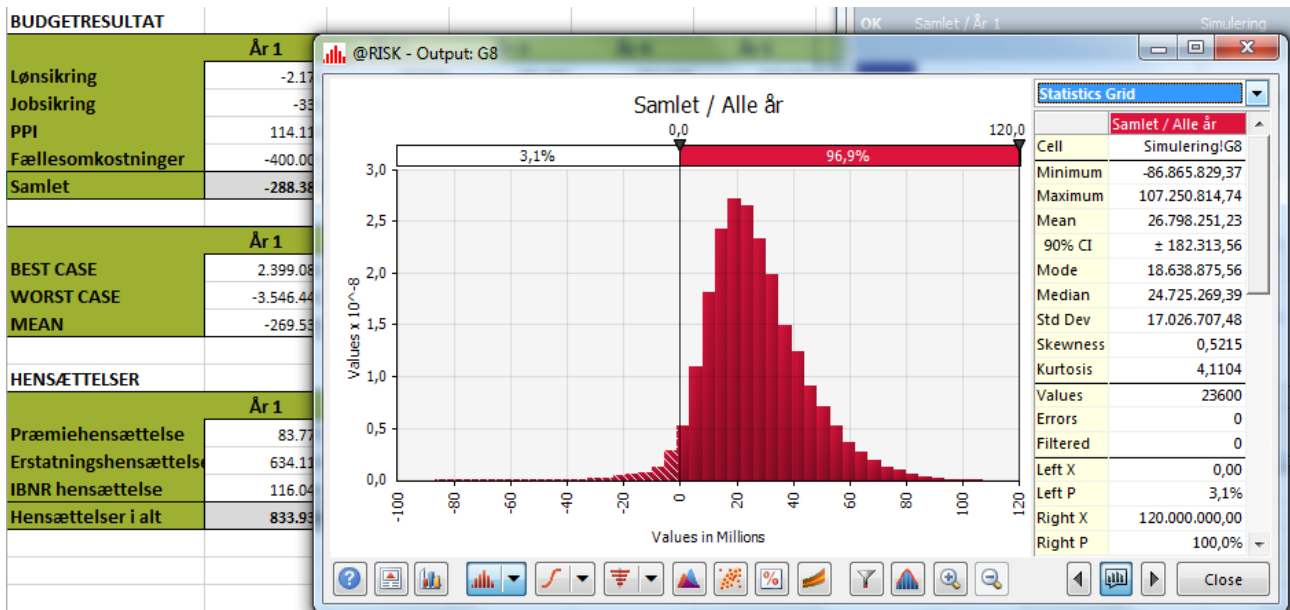 BUDGETRESULTAT
År 1
Lønsikring -2.17
Jobsikring -33
PPI 114.11
Fællesomkostninger -400.00
Samlet -288.38
År 1
BEST CASE 2.399.08
WORST CASE -3.546.44
MEAN -269.53
HENSÆTTELSER
År 1
Præmiehensættelse 83.77
Erstatningshensættelse 634.11
IBNR hensættelse 116.04
Hensættelser i alt 833.93
OK Samlet / År 1 Simulering
@RISK - Output: G8
Samlet / Alle år
0,0 120,0
3,1% 96,9%
3,0
2,5
2,0
1,5
1,0
0,5
0,0
Values x 10^-8
-100 -80 -60 -40 -20 0 20 40 60 80 100 120
Values in Millions
Statistics Grid
Samlet / Alle år
Cell Simulering!G8
Minimum -86.865.829,37
Maximum 107.250.814,74
Mean 26.798.251,23
90% CI ± 182.313,56
Mode 18.638.875,56
Median 24.725.269,39
Std Dev 17.026.707,48
Skewness 0,5215
Kurtosis 4,1104
Values 23600
Errors 0
Filtered 0
Left X 0,00
Left P 3,1%
Right X 120.000.000,00
Right P 100,0%
Close